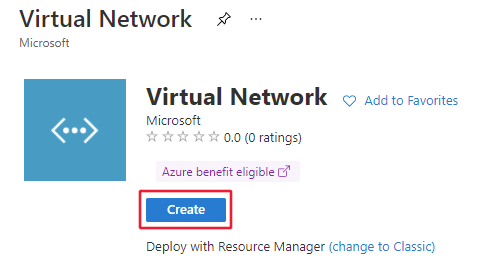 Virtual Network
...
Microsoft
Virtual Network
Add to Favorites
Microsoft
0.0 (0 ratings)
Azure benefit eligible
Create
Deploy with Resource Manager (change to Classic)